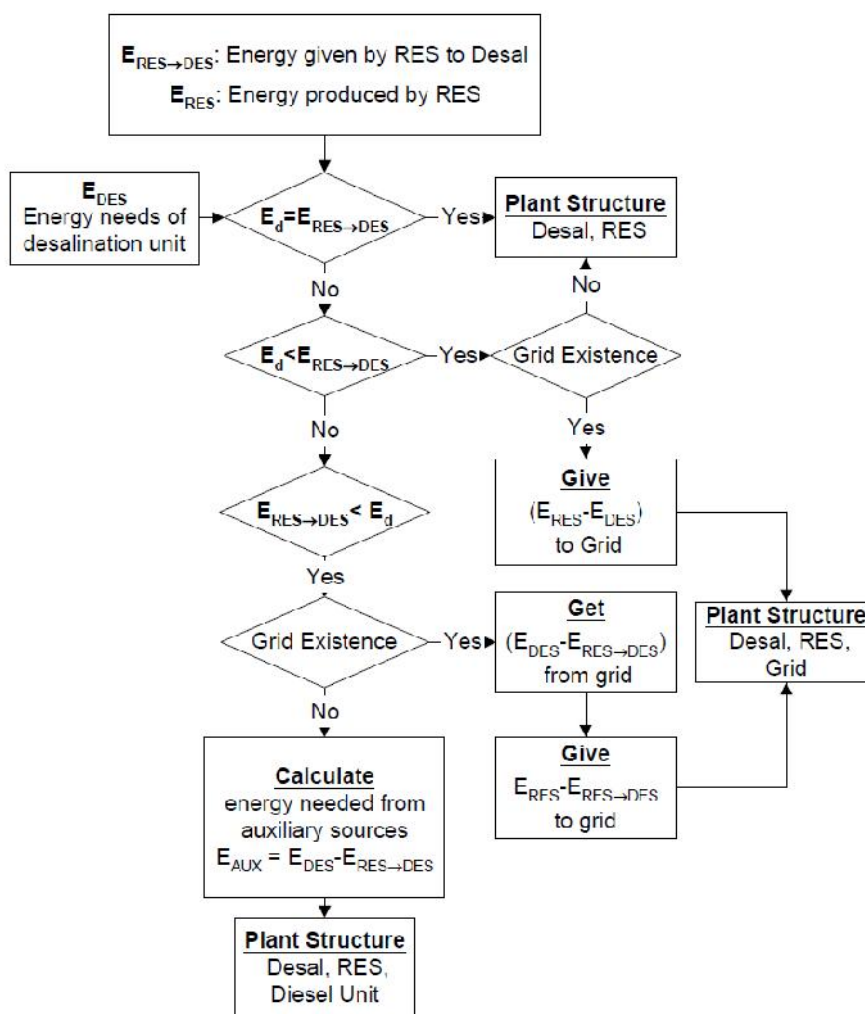 E_RES→DES: Energy given by RES to Desal
E_RES: Energy produced by RES
E_DES
Energy needs of
desalination unit
E_d=E_RES→DES
Yes
Plant Structure
Desal, RES
No
No
E_d<E_RES→DES
Yes
Grid Existence
No
Yes
E_RES→DES< E_d
Give
(E_RES-E_DES)
to Grid
Yes
Grid Existence
Yes
Get
(E_DES-E_RES→DES)
from grid
Plant Structure
Desal, RES,
Grid
No
Calculate
energy needed from
auxiliary sources
E_AUX = E_DES-E_RES→DES
Give
E_RES-E_RES→DES
to grid
Plant Structure
Desal, RES,
Diesel Unit